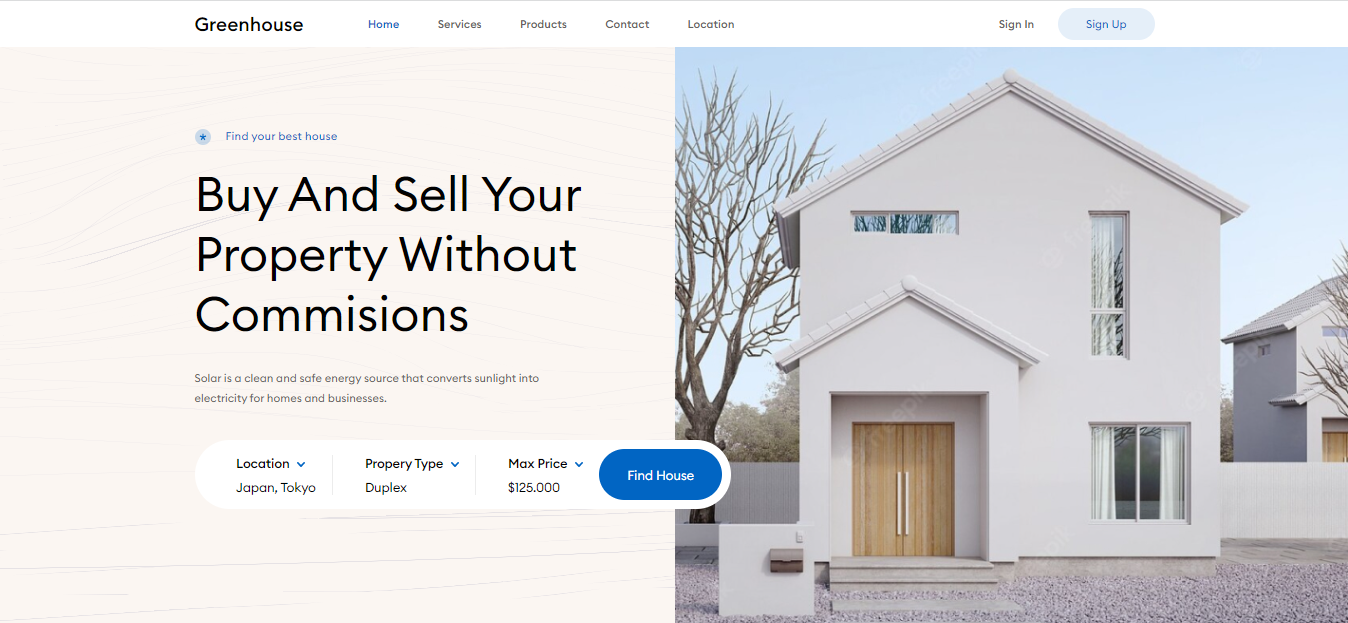 Greenhouse
Home
Services
Products
Contact
Location
Sign In
Sign Up
Find your best house
Buy And Sell Your
Property Without
Commisions
Solar is a clean and safe energy source that converts sunlight into
electricity for homes and businesses.
Location
Japan, Tokyo
Propery Type
Duplex
Max Price
$125.000
Find House